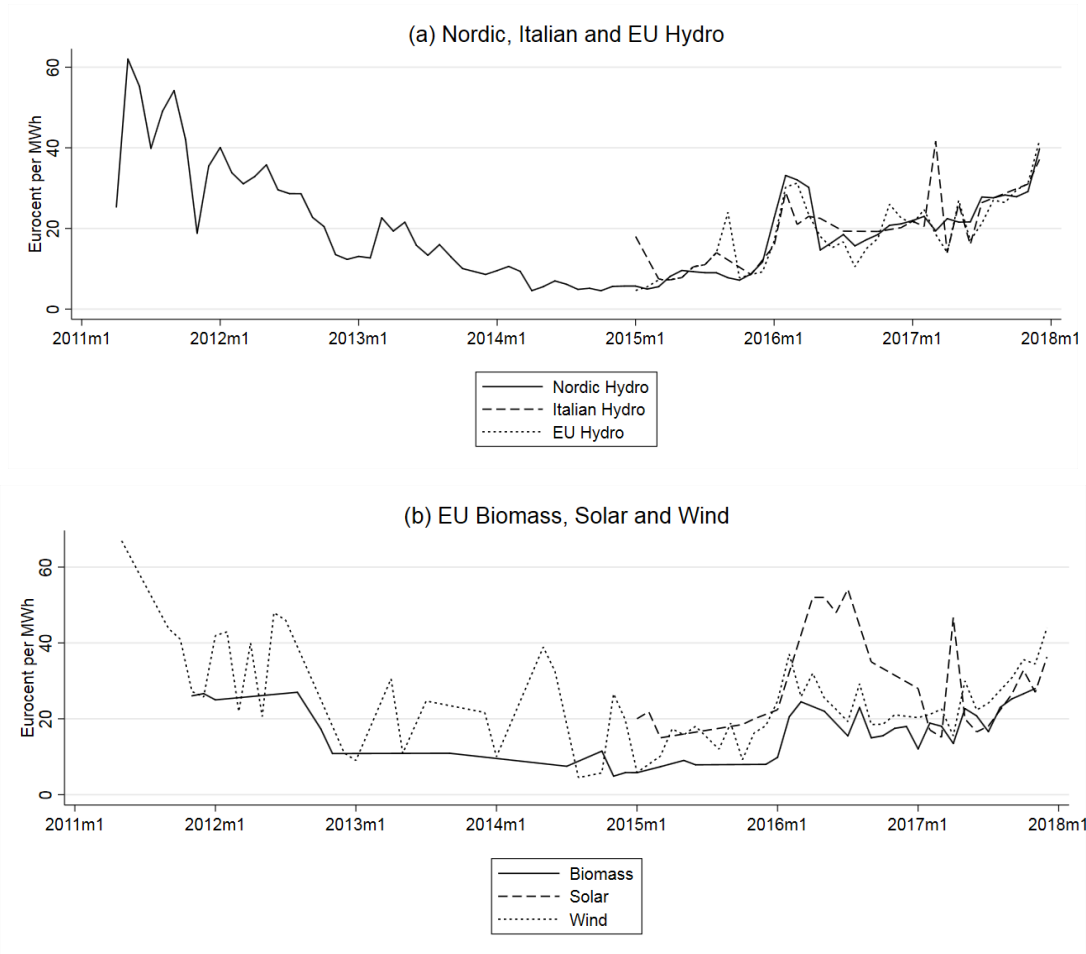 (a) Nordic, Italian and EU Hydro
Eurocent per MWh
60
40
20
0
2011m1 2012m1 2013m1 2014m1 2015m1 2016m1 2017m1 2018m1
Nordic Hydro
Italian Hydro
EU Hydro
(b) EU Biomass, Solar and Wind
Eurocent per MWh
60
40
20
0
2011m1 2012m1 2013m1 2014m1 2015m1 2016m1 2017m1 2018m1
Biomass
Solar
Wind